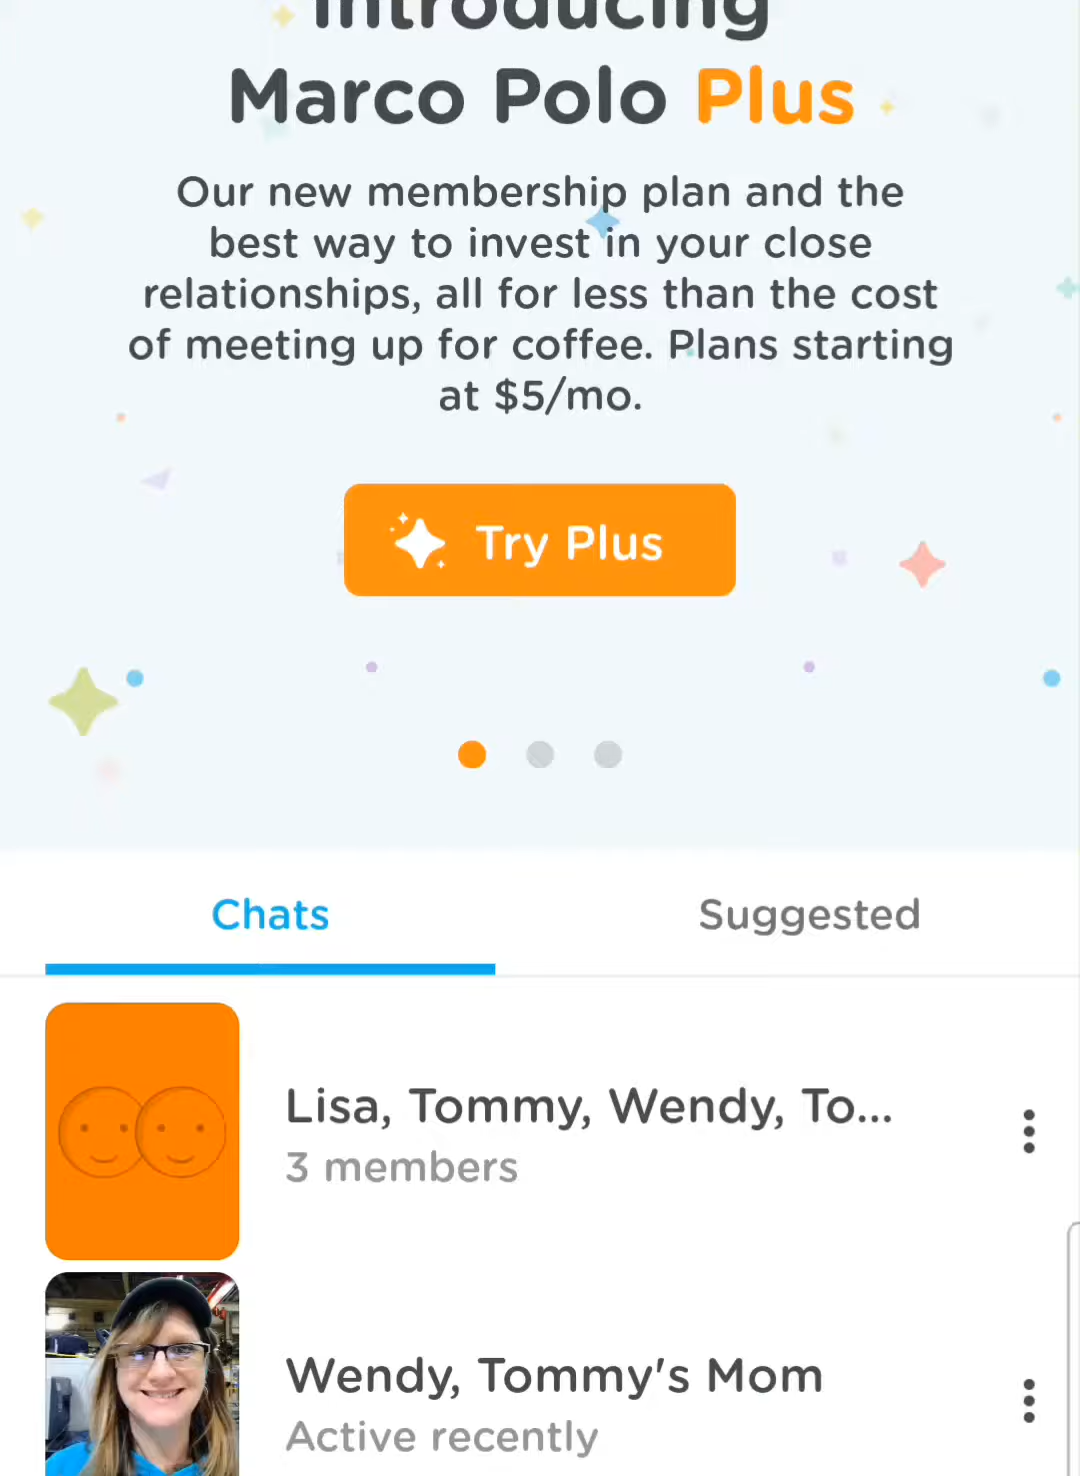 Introducing
Marco Polo Plus
Our new membership plan and the
best way to invest in your close
relationships, all for less than the cost
of meeting up for coffee. Plans starting
at $5/mo.
Try Plus
Chats
Suggested
Lisa, Tommy, Wendy, To...
3 members
Wendy, Tommy's Mom
Active recently